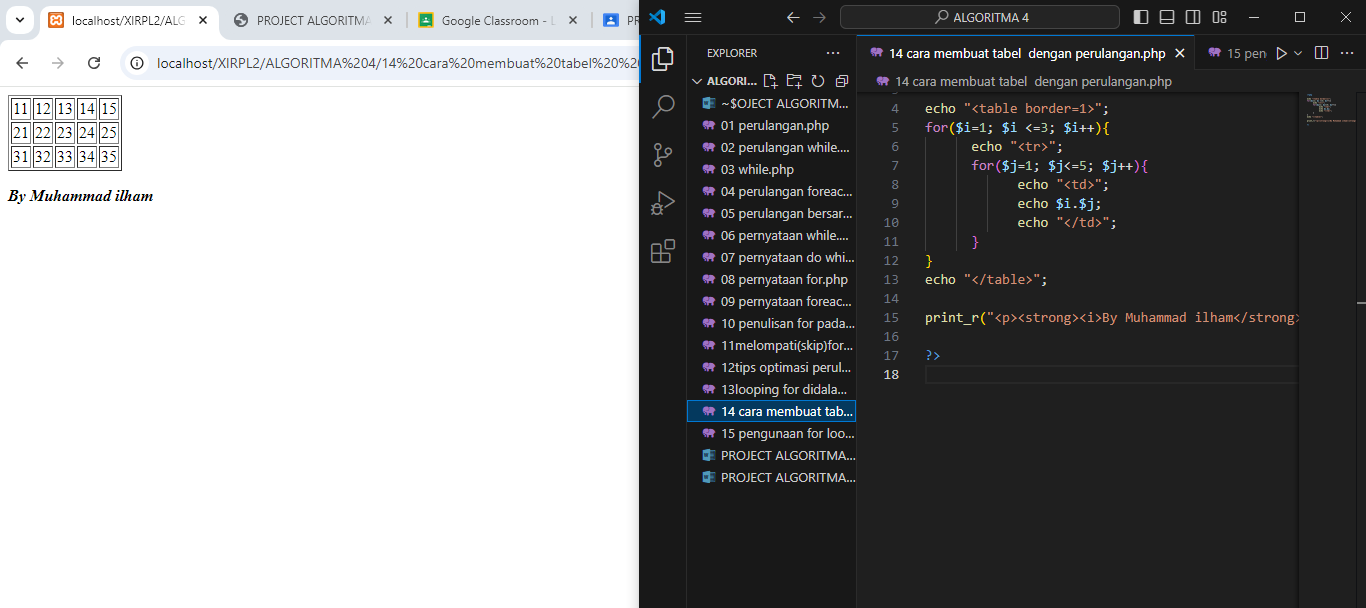 localhost/XIRPL2/ALG
PROJECT ALGORITMA
Google Classroom - L
PR
localhost/XIRPL2/ALGORITMA%204/14%20cara%20membuat%20tabel%20%20
11 12 13 14 15
21 22 23 24 25
31 32 33 34 35
By Muhammad ilham
ALGORITMA 4
EXPLORER
ALGORI...
~$OJECT ALGORITM...
01 perulangan.php
02 perulangan while....
03 while.php
04 perulangan foreac...
05 perulangan bersar...
06 pernyataan while....
07 pernyataan do whi...
08 pernyataan for.php
09 pernyataan foreac...
10 penulisan for pada...
11melompati(skip)for...
12tips optimasi perul...
13looping for didala...
14 cara membuat tab...
15 pengunaan for loo...
PROJECT ALGORITMA...
PROJECT ALGORITMA...
14 cara membuat tabel  dengan perulangan.php
15 pen
14 cara membuat tabel  dengan perulangan.php
4 echo "<table border=1>";
5 for($i=1; $i <=3; $i++){
6 echo "<tr>";
7 for($j=1; $j<=5; $j++){
8 echo "<td>";
9 echo $i.$j;
10 echo "</td>";
11 }
12 }
13 echo "</table>";
14
15 print_r("<p><strong><i>By Muhammad ilham</strong>
16
17 ?>
18